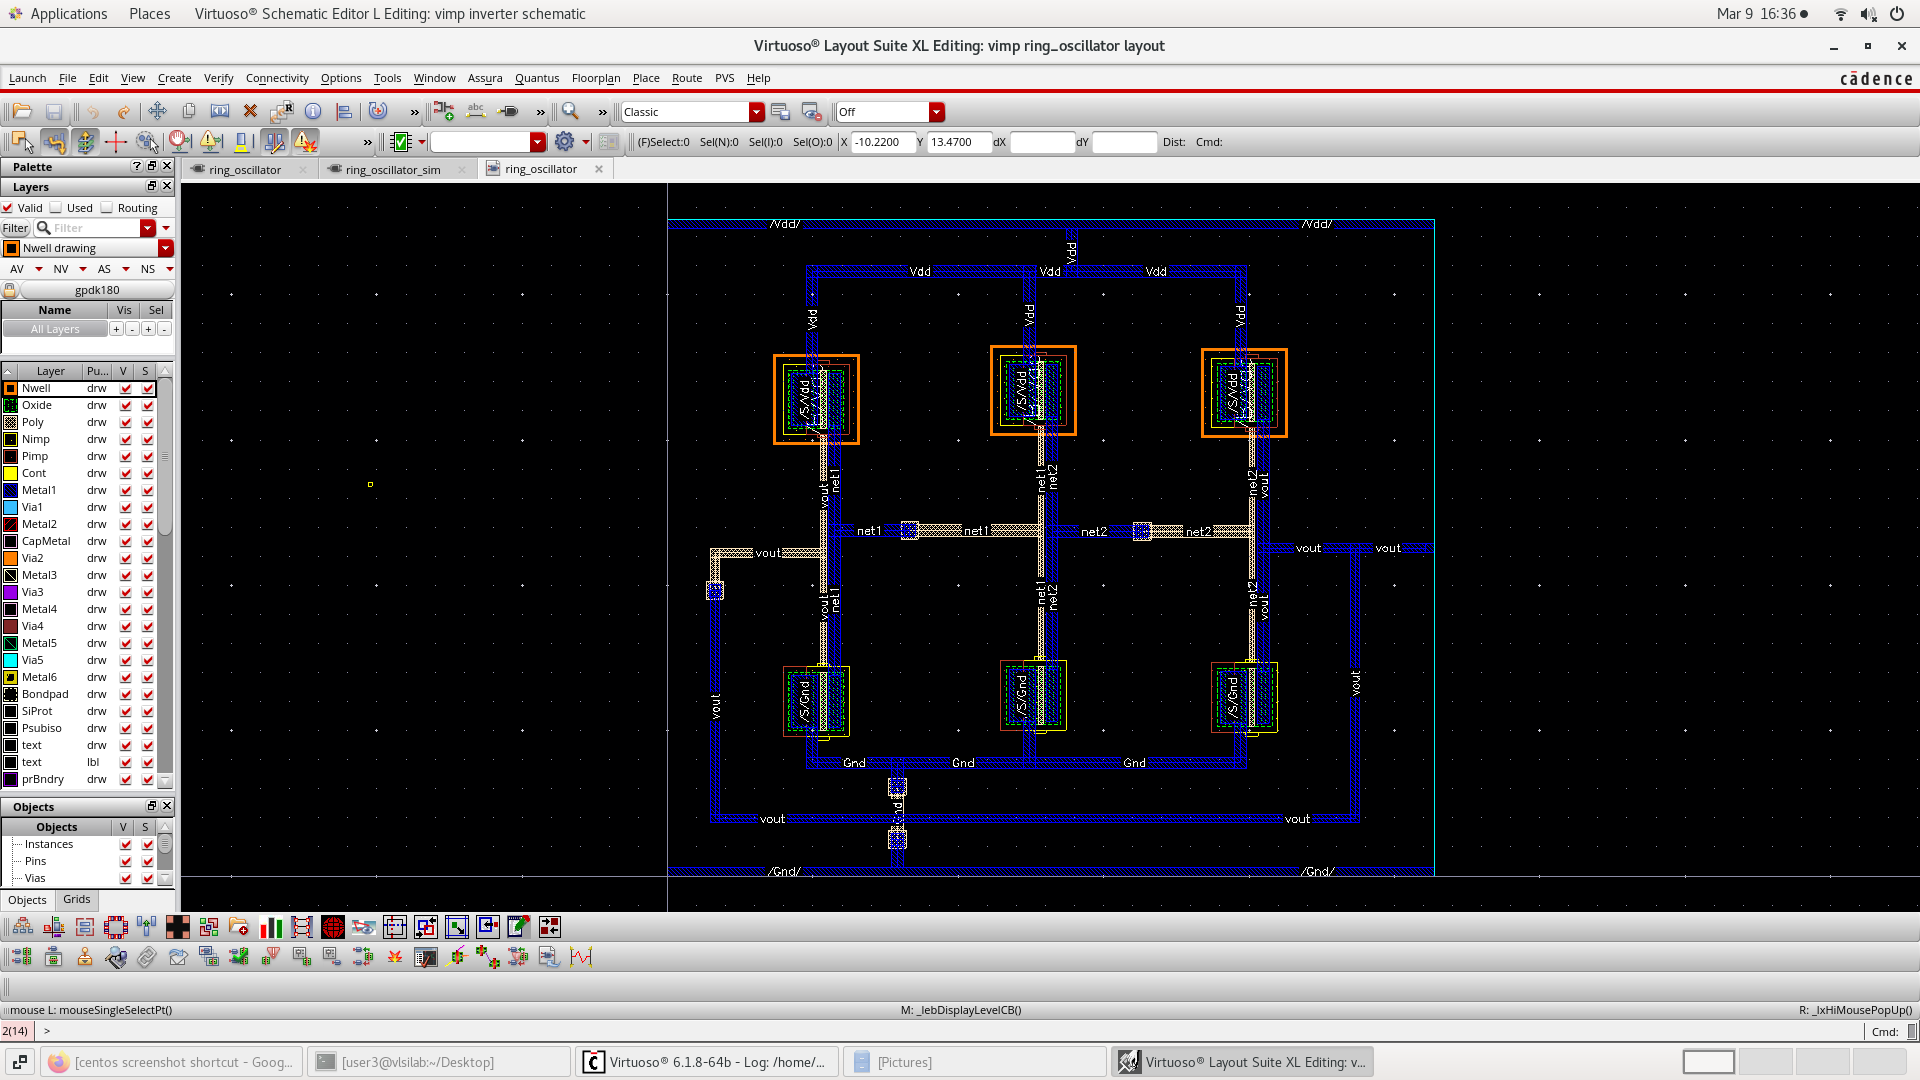 Applications Places Virtuoso® Schematic Editor L Editing: vimp inverter schematic Mar 9 16:36
Virtuoso® Layout Suite XL Editing: vimp ring_oscillator layout
Launch File Edit View Create Verify Connectivity Options Tools Window Assura Quantus Floorplan Place Route PVS Help cādence
abc R Classic Off
(F)Select:0 Sel(N):0 Sel(I):0 Sel(O):0 X -10.2200 Y 13.4700 dX dY Dist: Cmd:
Palette
ring_oscillator ring_oscillator_sim ring_oscillator
Layers
Valid Used Routing
Filter Filter
Nwell drawing
AV NV AS NS
gpdk180
Name Vis Sel
All Layers + - + -
Layer Pu... V S
Nwell drw
Oxide drw
Poly drw
Nimp drw
Pimp drw
Cont drw
Metal1 drw
Via1 drw
Metal2 drw
CapMetal drw
Via2 drw
Metal3 drw
Via3 drw
Metal4 drw
Via4 drw
Metal5 drw
Via5 drw
Metal6 drw
Bondpad drw
SiProt drw
Psubiso drw
text drw
text lbl
prBndry drw
Objects
Objects V S
Instances
Pins
Vias
Objects Grids
/Vdd/ /Vdd/
Vdd
Vdd Vdd Vdd
Vdd Vdd Vdd
/S/Vdd /S/Vdd /S/Vdd
vout net1 net1 net2 net2 vout
net1 net1 net2 net2
vout vout vout
vout net1 net1 net2 net2 vout
vout vout
/S/Gnd /S/Gnd /S/Gnd
Gnd Gnd Gnd
vout vout
/Gnd/ /Gnd/
mouse L: mouseSingleSelectPt() M: _lebDisplayLevelCB() R: _lxHiMousePopUp()
2(14) > Cmd:
[centos screenshot shortcut - Goog... [user3@vlsilab:~/Desktop] Virtuoso® 6.1.8-64b - Log: /home/... [Pictures] Virtuoso® Layout Suite XL Editing: v...